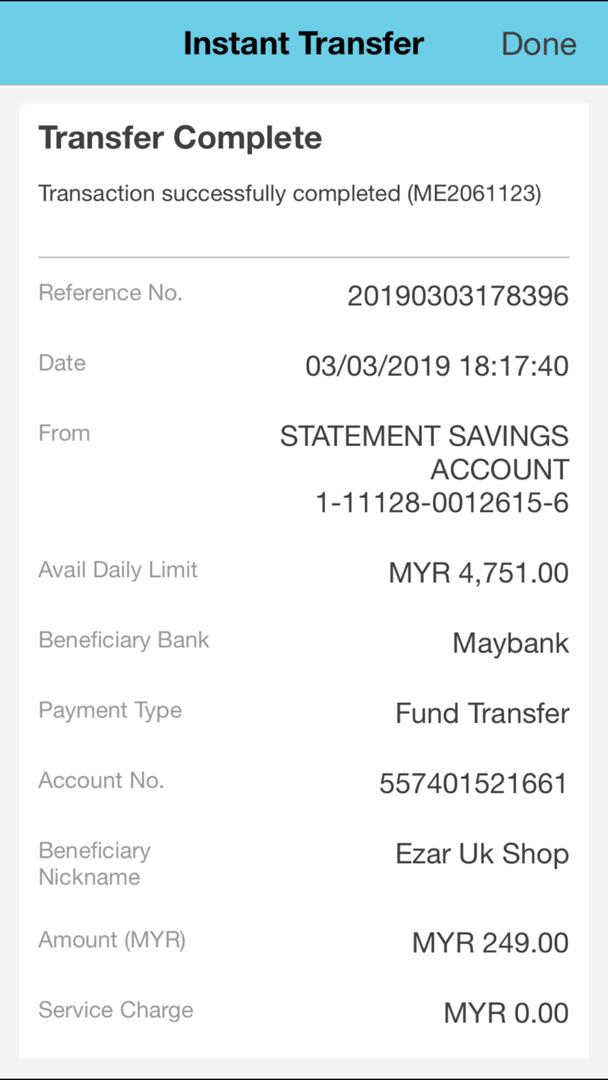 Instant Transfer Done
Transfer Complete
Transaction successfully completed (ME2061123)
Reference No. 20190303178396
Date 03/03/2019 18:17:40
From STATEMENT SAVINGS
ACCOUNT
1-11128-0012615-6
Avail Daily Limit MYR 4,751.00
Beneficiary Bank Maybank
Payment Type Fund Transfer
Account No. 557401521661
Beneficiary Ezar Uk Shop
Nickname
Amount (MYR) MYR 249.00
Service Charge MYR 0.00